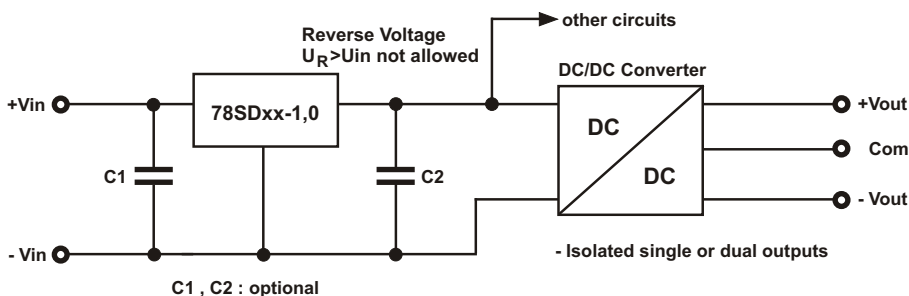 other circuits
Reverse Voltage
UR>Uin not allowed
DC/DC Converter
+Vin
78SDxx-1,0
+Vout
DC
C1
C2
Com
DC
- Vout
- Vin
- Isolated single or dual outputs
C1 , C2 : optional